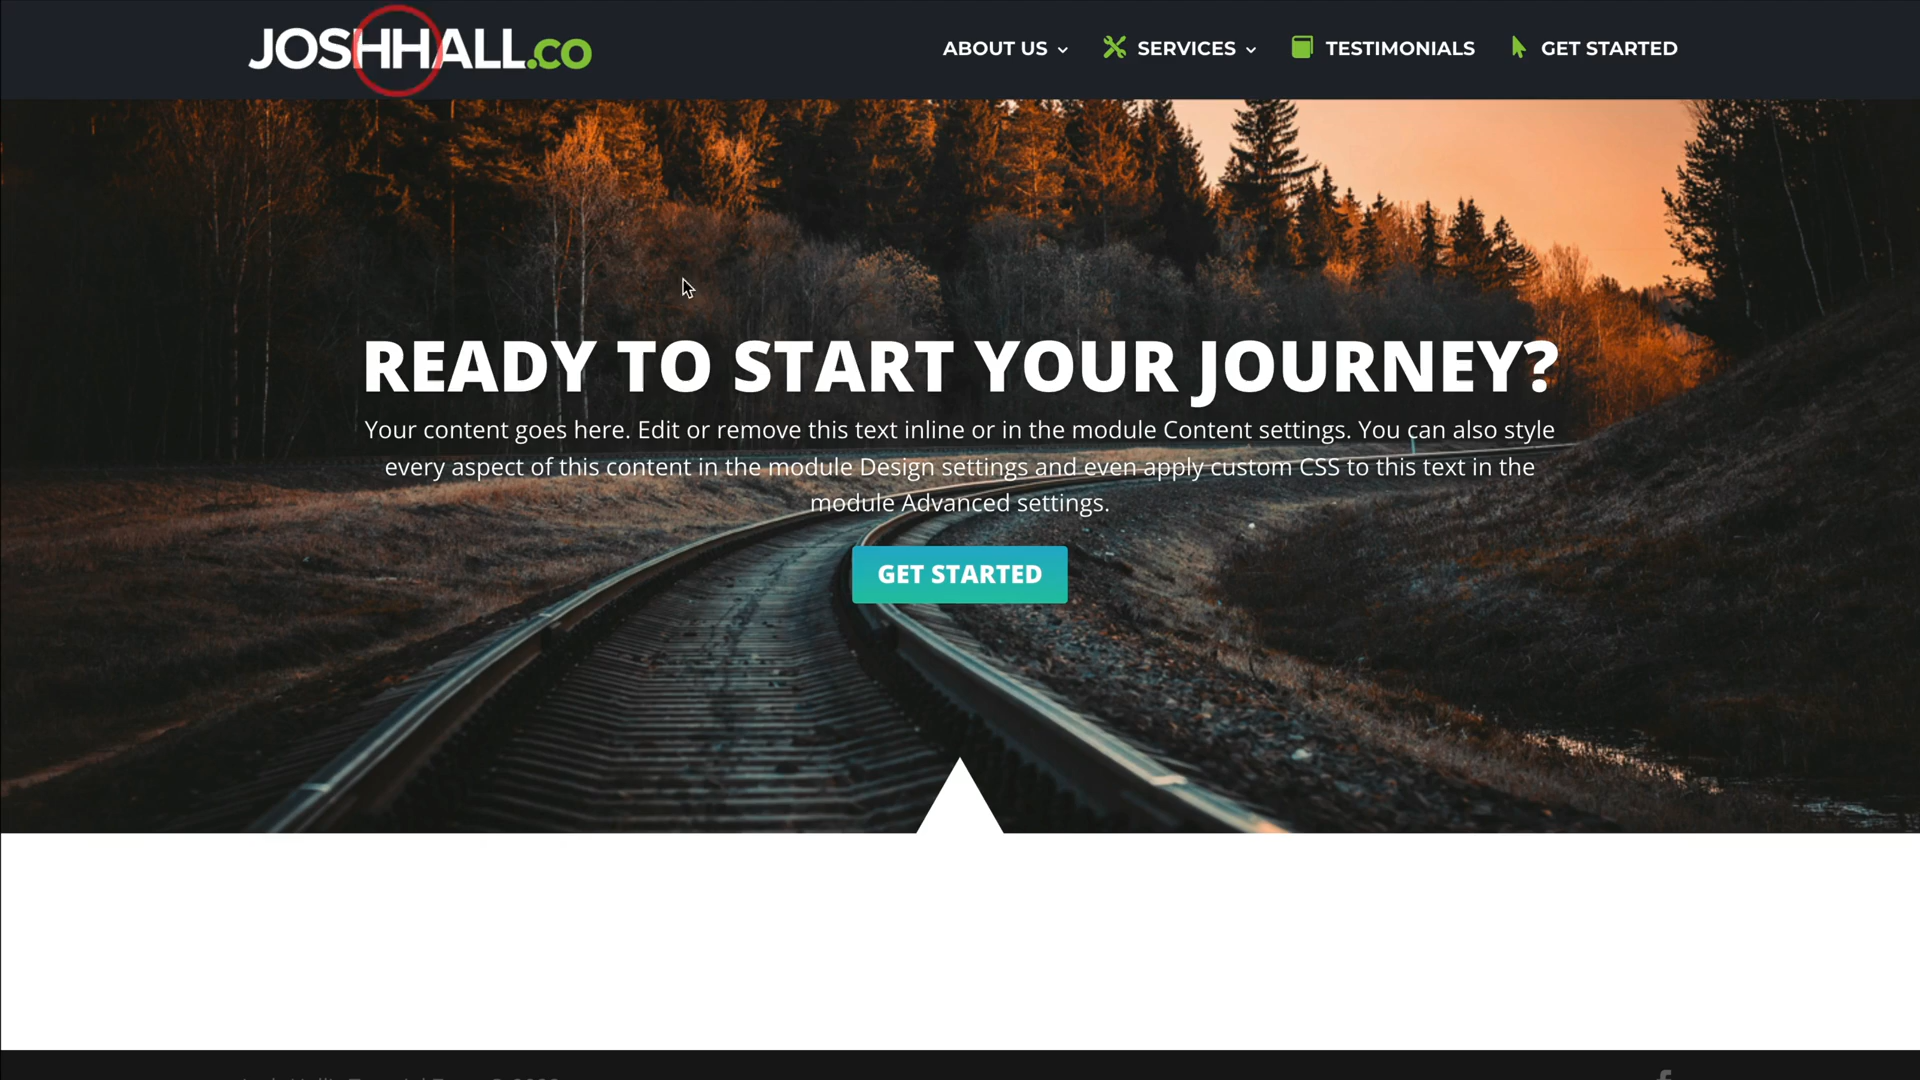 JOSHHALL.co
ABOUT US
SERVICES
TESTIMONIALS
GET STARTED
READY TO START YOUR JOURNEY?
Your content goes here. Edit or remove this text inline or in the module Content settings. You can also style
every aspect of this content in the module Design settings and even apply custom CSS to this text in the
module Advanced settings.
GET STARTED